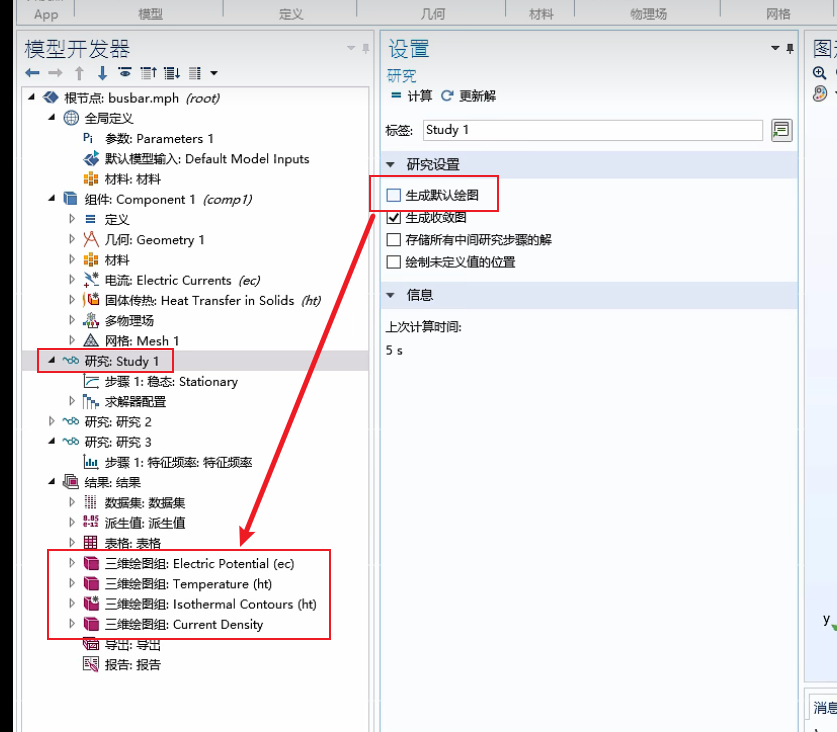 App
模型
定义
几何
材料
物理场
网格
模型开发器
根节点: busbar.mph (root)
全局定义
Pi 参数: Parameters 1
默认模型输入: Default Model Inputs
材料: 材料
组件: Component 1 (comp1)
定义
几何: Geometry 1
材料
电流: Electric Currents (ec)
固体传热: Heat Transfer in Solids (ht)
多物理场
网格: Mesh 1
研究: Study 1
步骤 1: 稳态: Stationary
求解器配置
研究: 研究 2
研究: 研究 3
步骤 1: 特征频率: 特征频率
结果: 结果
数据集: 数据集
8.85
e-12
派生值: 派生值
表格: 表格
三维绘图组: Electric Potential (ec)
三维绘图组: Temperature (ht)
三维绘图组: Isothermal Contours (ht)
三维绘图组: Current Density
导出: 导出
报告: 报告
设置
研究
计算 更新解
标签: Study 1
研究设置
生成默认绘图
生成收敛图
存储所有中间研究步骤的解
绘制未定义值的位置
信息
上次计算时间:
5 s
y
消息